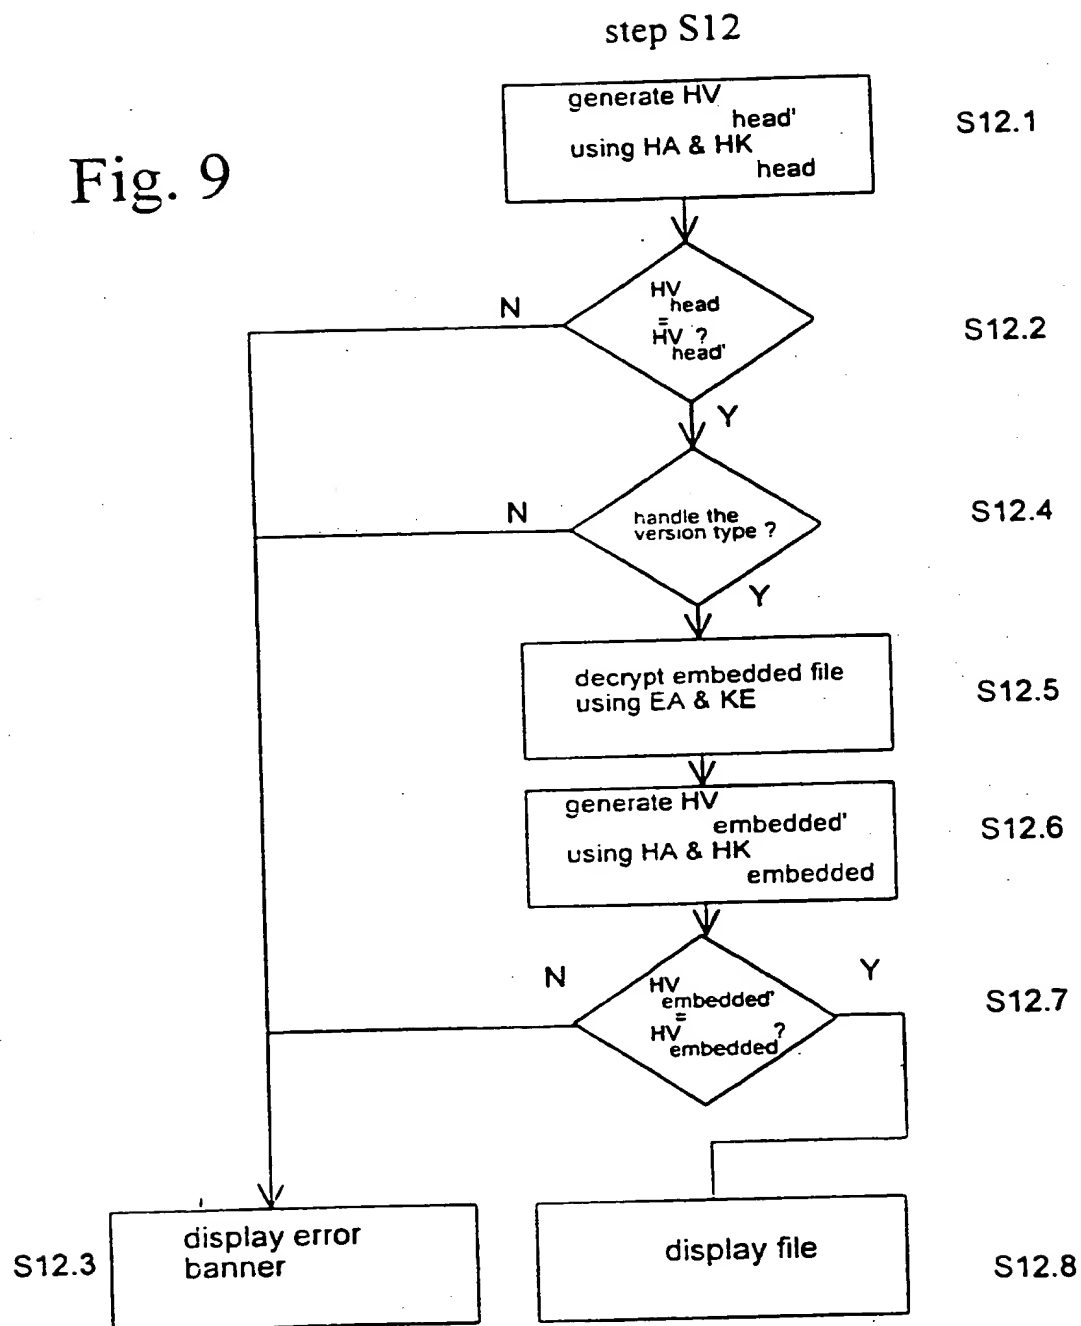 step S12
Fig. 9
generate HV
head'
using HA & HK
head
S12.1
HV
head
=
HV ?
head'
N
S12.2
Y
handle the
version type ?
N
S12.4
Y
decrypt embedded file
using EA & KE
S12.5
generate HV
embedded'
using HA & HK
embedded
S12.6
N
Y
HV
embedded'
=
HV ?
embedded
S12.7
S12.3
display error
banner
display file
S12.8